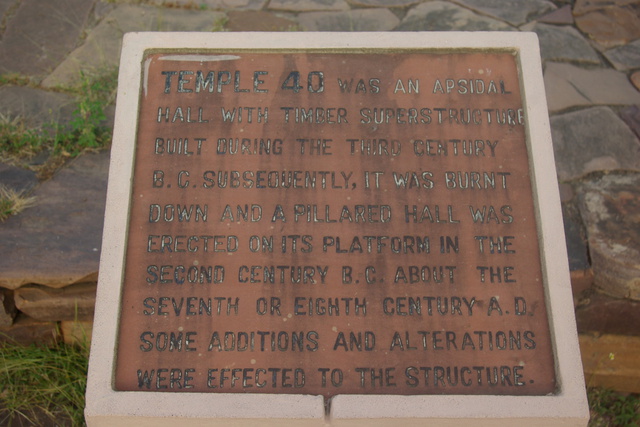 TEMPLE 40 WAS AN APSIDAL
HALL WITH TIMBER SUPERSTRUCTURE
BUILT DURING THE THIRD CENTURY
B.C. SUBSEQUENTLY, IT WAS BURNT
DOWN AND A PILLARED HALL WAS
ERECTED ON ITS PLATFORM IN THE
SECOND CENTURY B.C. ABOUT THE
SEVENTH OR EIGHTH CENTURY A.D.
SOME ADDITIONS AND ALTERATIONS
WERE EFFECTED TO THE STRUCTURE.